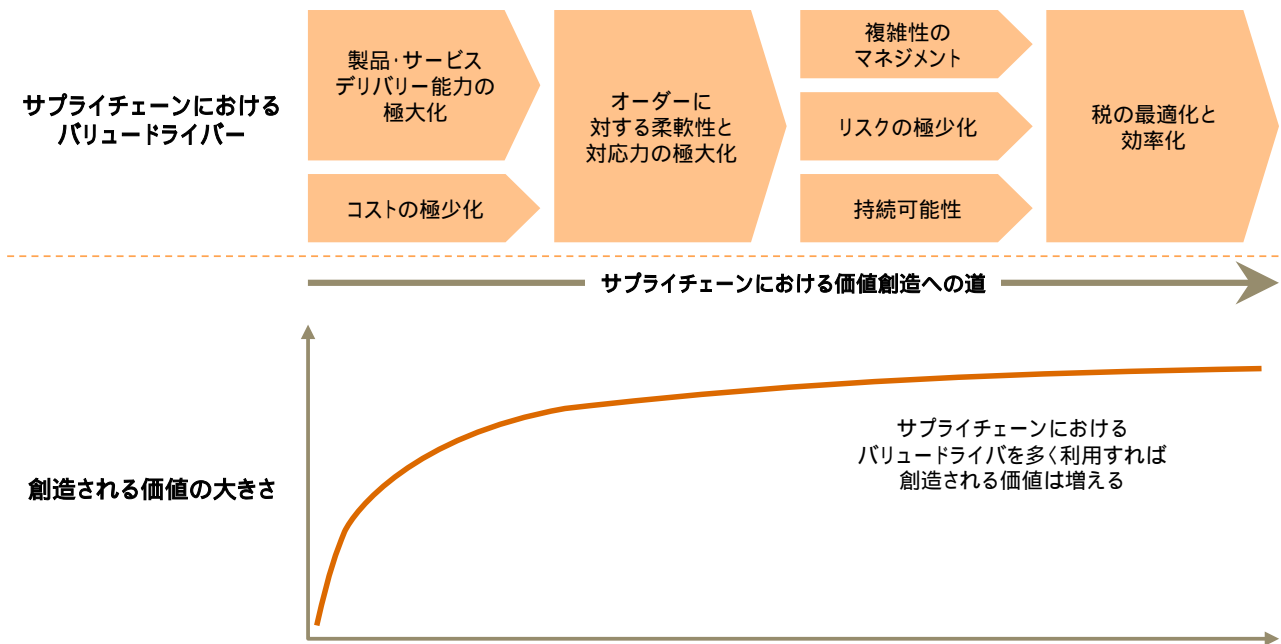 サプライチェーンにおける
バリュードライバー
製品・サービス
デリバリー能力の
極大化
コストの極少化
オーダーに
対する柔軟性と
対応力の極大化
複雑性の
マネジメント
リスクの極少化
持続可能性
税の最適化と
効率化
サプライチェーンにおける価値創造への道
創造される価値の大きさ
サプライチェーンにおける
バリュードライバを多く利用すれば
創造される価値は増える